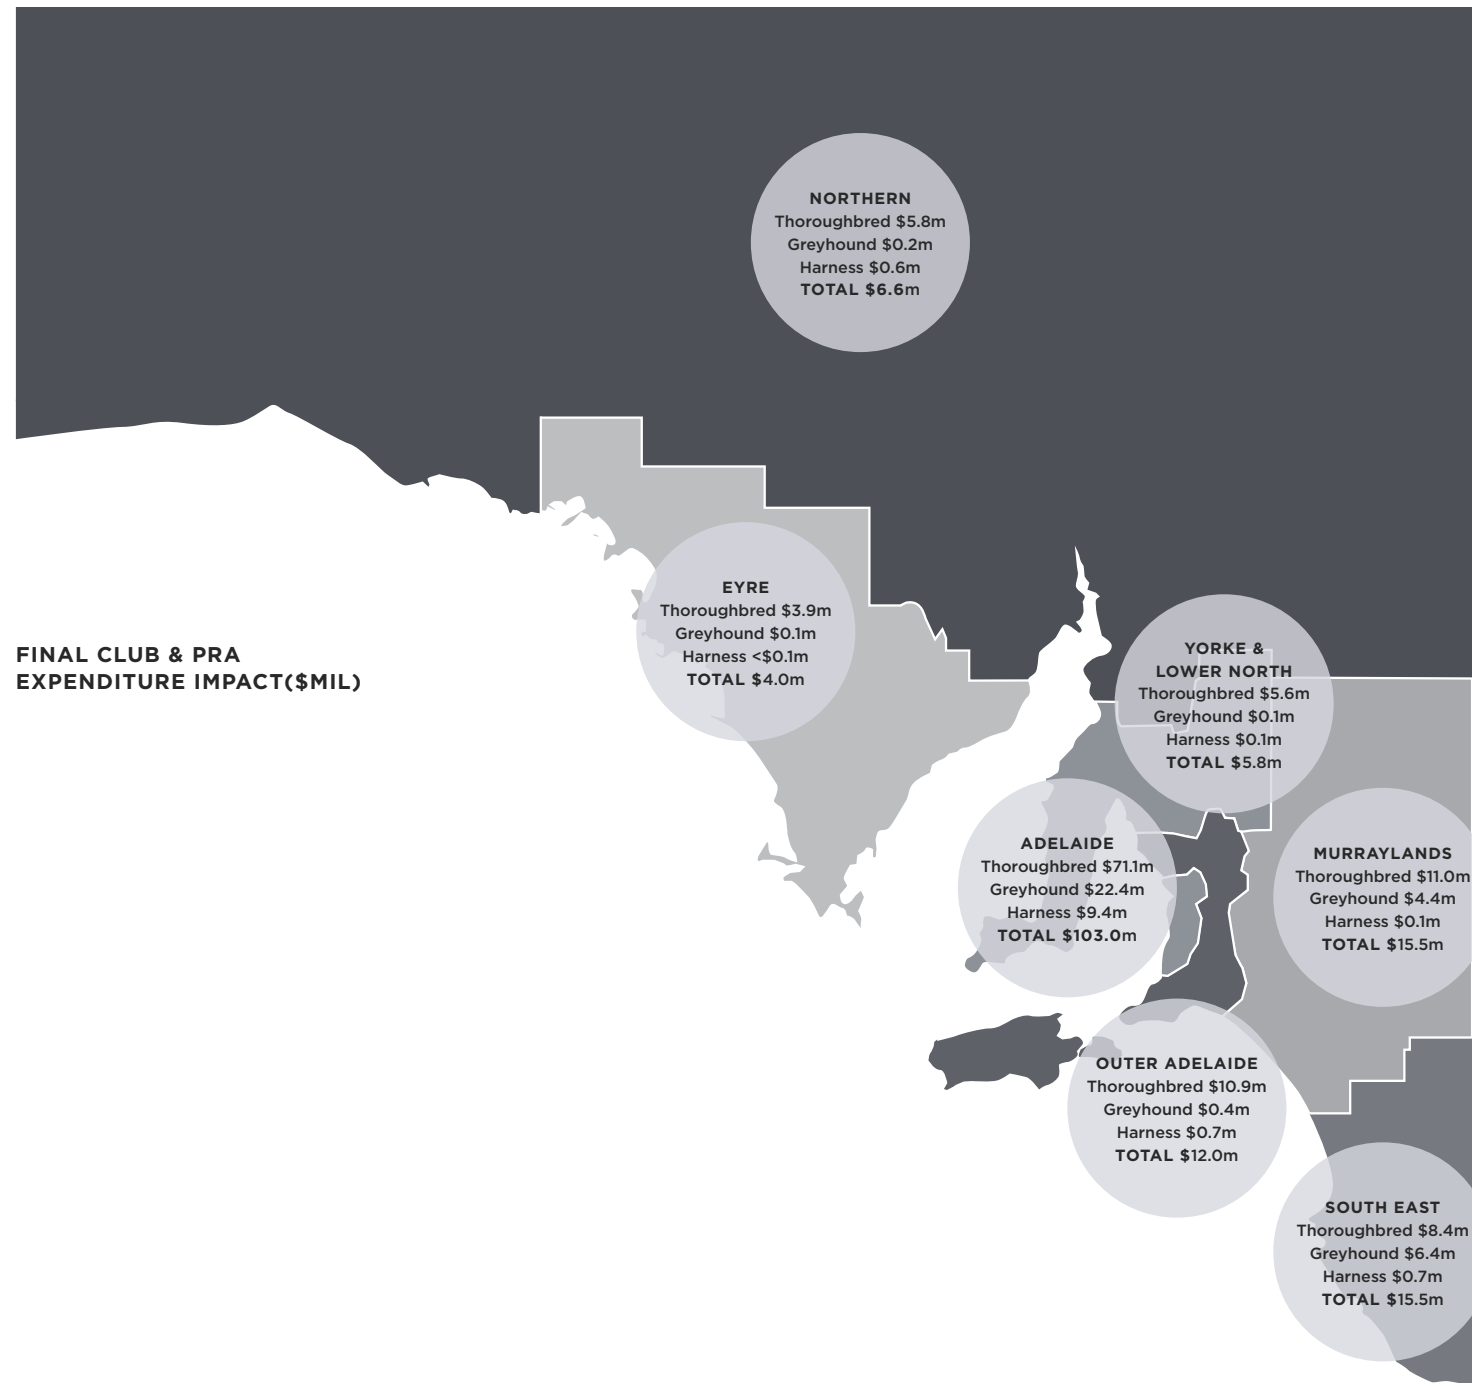 NORTHERN
Thoroughbred $5.8m
Greyhound $0.2m
Harness $0.6m
TOTAL $6.6m
EYRE
Thoroughbred $3.9m
Greyhound $0.1m
Harness <$0.1m
TOTAL $4.0m
FINAL CLUB & PRA
EXPENDITURE IMPACT($MIL)
YORKE &
LOWER NORTH
Thoroughbred $5.6m
Greyhound $0.1m
Harness $0.1m
TOTAL $5.8m
ADELAIDE
Thoroughbred $71.1m
Greyhound $22.4m
Harness $9.4m
TOTAL $103.0m
MURRAYLANDS
Thoroughbred $11.0m
Greyhound $4.4m
Harness $0.1m
TOTAL $15.5m
OUTER ADELAIDE
Thoroughbred $10.9m
Greyhound $0.4m
Harness $0.7m
TOTAL $12.0m
SOUTH EAST
Thoroughbred $8.4m
Greyhound $6.4m
Harness $0.7m
TOTAL $15.5m